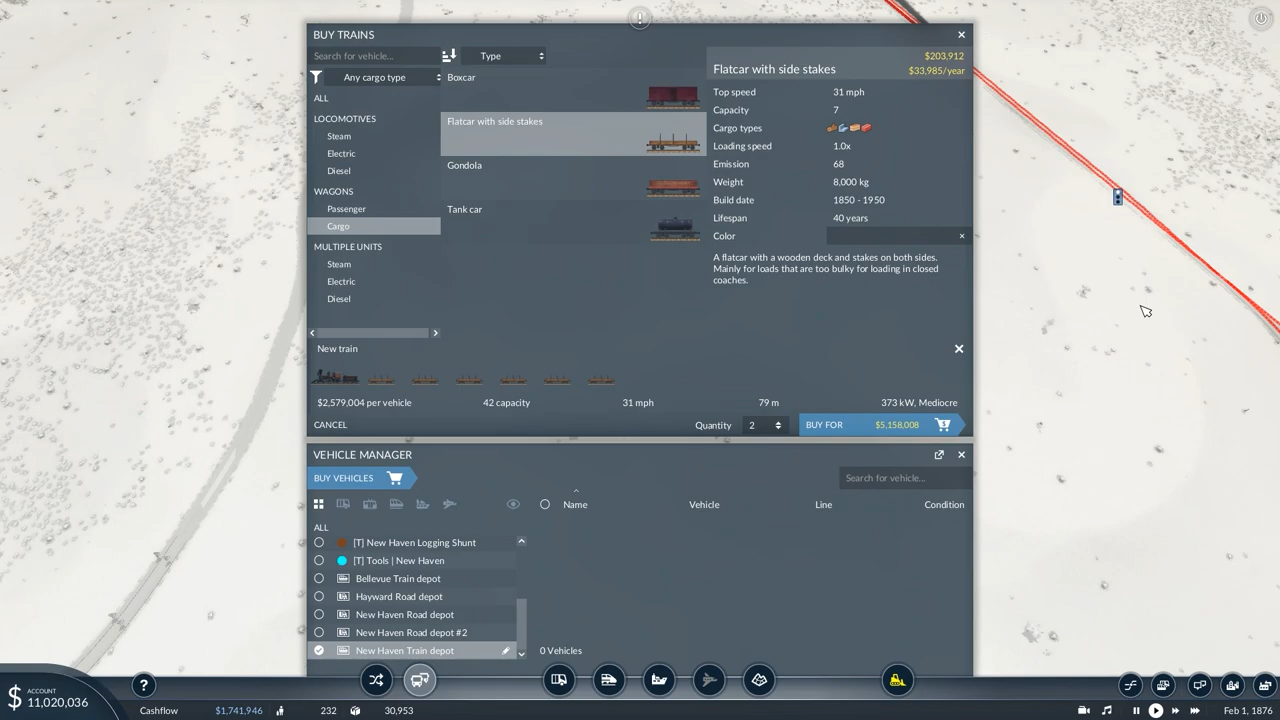 BUY TRAINS
Search for vehicle...
Type
Any cargo type
ALL
LOCOMOTIVES
Steam
Electric
Diesel
WAGONS
Passenger
Cargo
MULTIPLE UNITS
Steam
Electric
Diesel
Boxcar
Flatcar with side stakes
Gondola
Tank car
$203,912
Flatcar with side stakes
$33,985/year
Top speed 31 mph
Capacity 7
Cargo types
Loading speed 1.0x
Emission 68
Weight 8,000 kg
Build date 1850 - 1950
Lifespan 40 years
Color
A flatcar with a wooden deck and stakes on both sides.
Mainly for loads that are too bulky for loading in closed
coaches.
New train
$2,579,004 per vehicle 42 capacity 31 mph 79 m 373 kW, Mediocre
CANCEL Quantity 2 BUY FOR $5,158,008
VEHICLE MANAGER
BUY VEHICLES
Search for vehicle...
Name Vehicle Line Condition
ALL
[T] New Haven Logging Shunt
[T] Tools | New Haven
Bellevue Train depot
Hayward Road depot
New Haven Road depot
New Haven Road depot #2
New Haven Train depot 0 Vehicles
ACCOUNT
$ 11,020,036
?
Cashflow $1,741,946 232 30,953
Feb 1, 1876